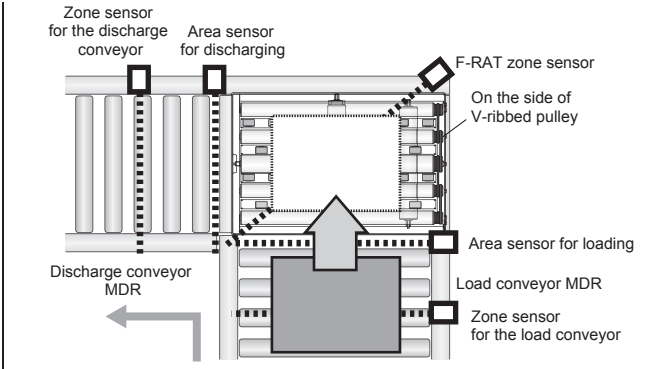 Zone sensor
for the discharge
conveyor
Area sensor
for discharging
F-RAT zone sensor
On the side of
V-ribbed pulley
Area sensor for loading
Discharge conveyor
MDR
Load conveyor MDR
Zone sensor
for the load conveyor